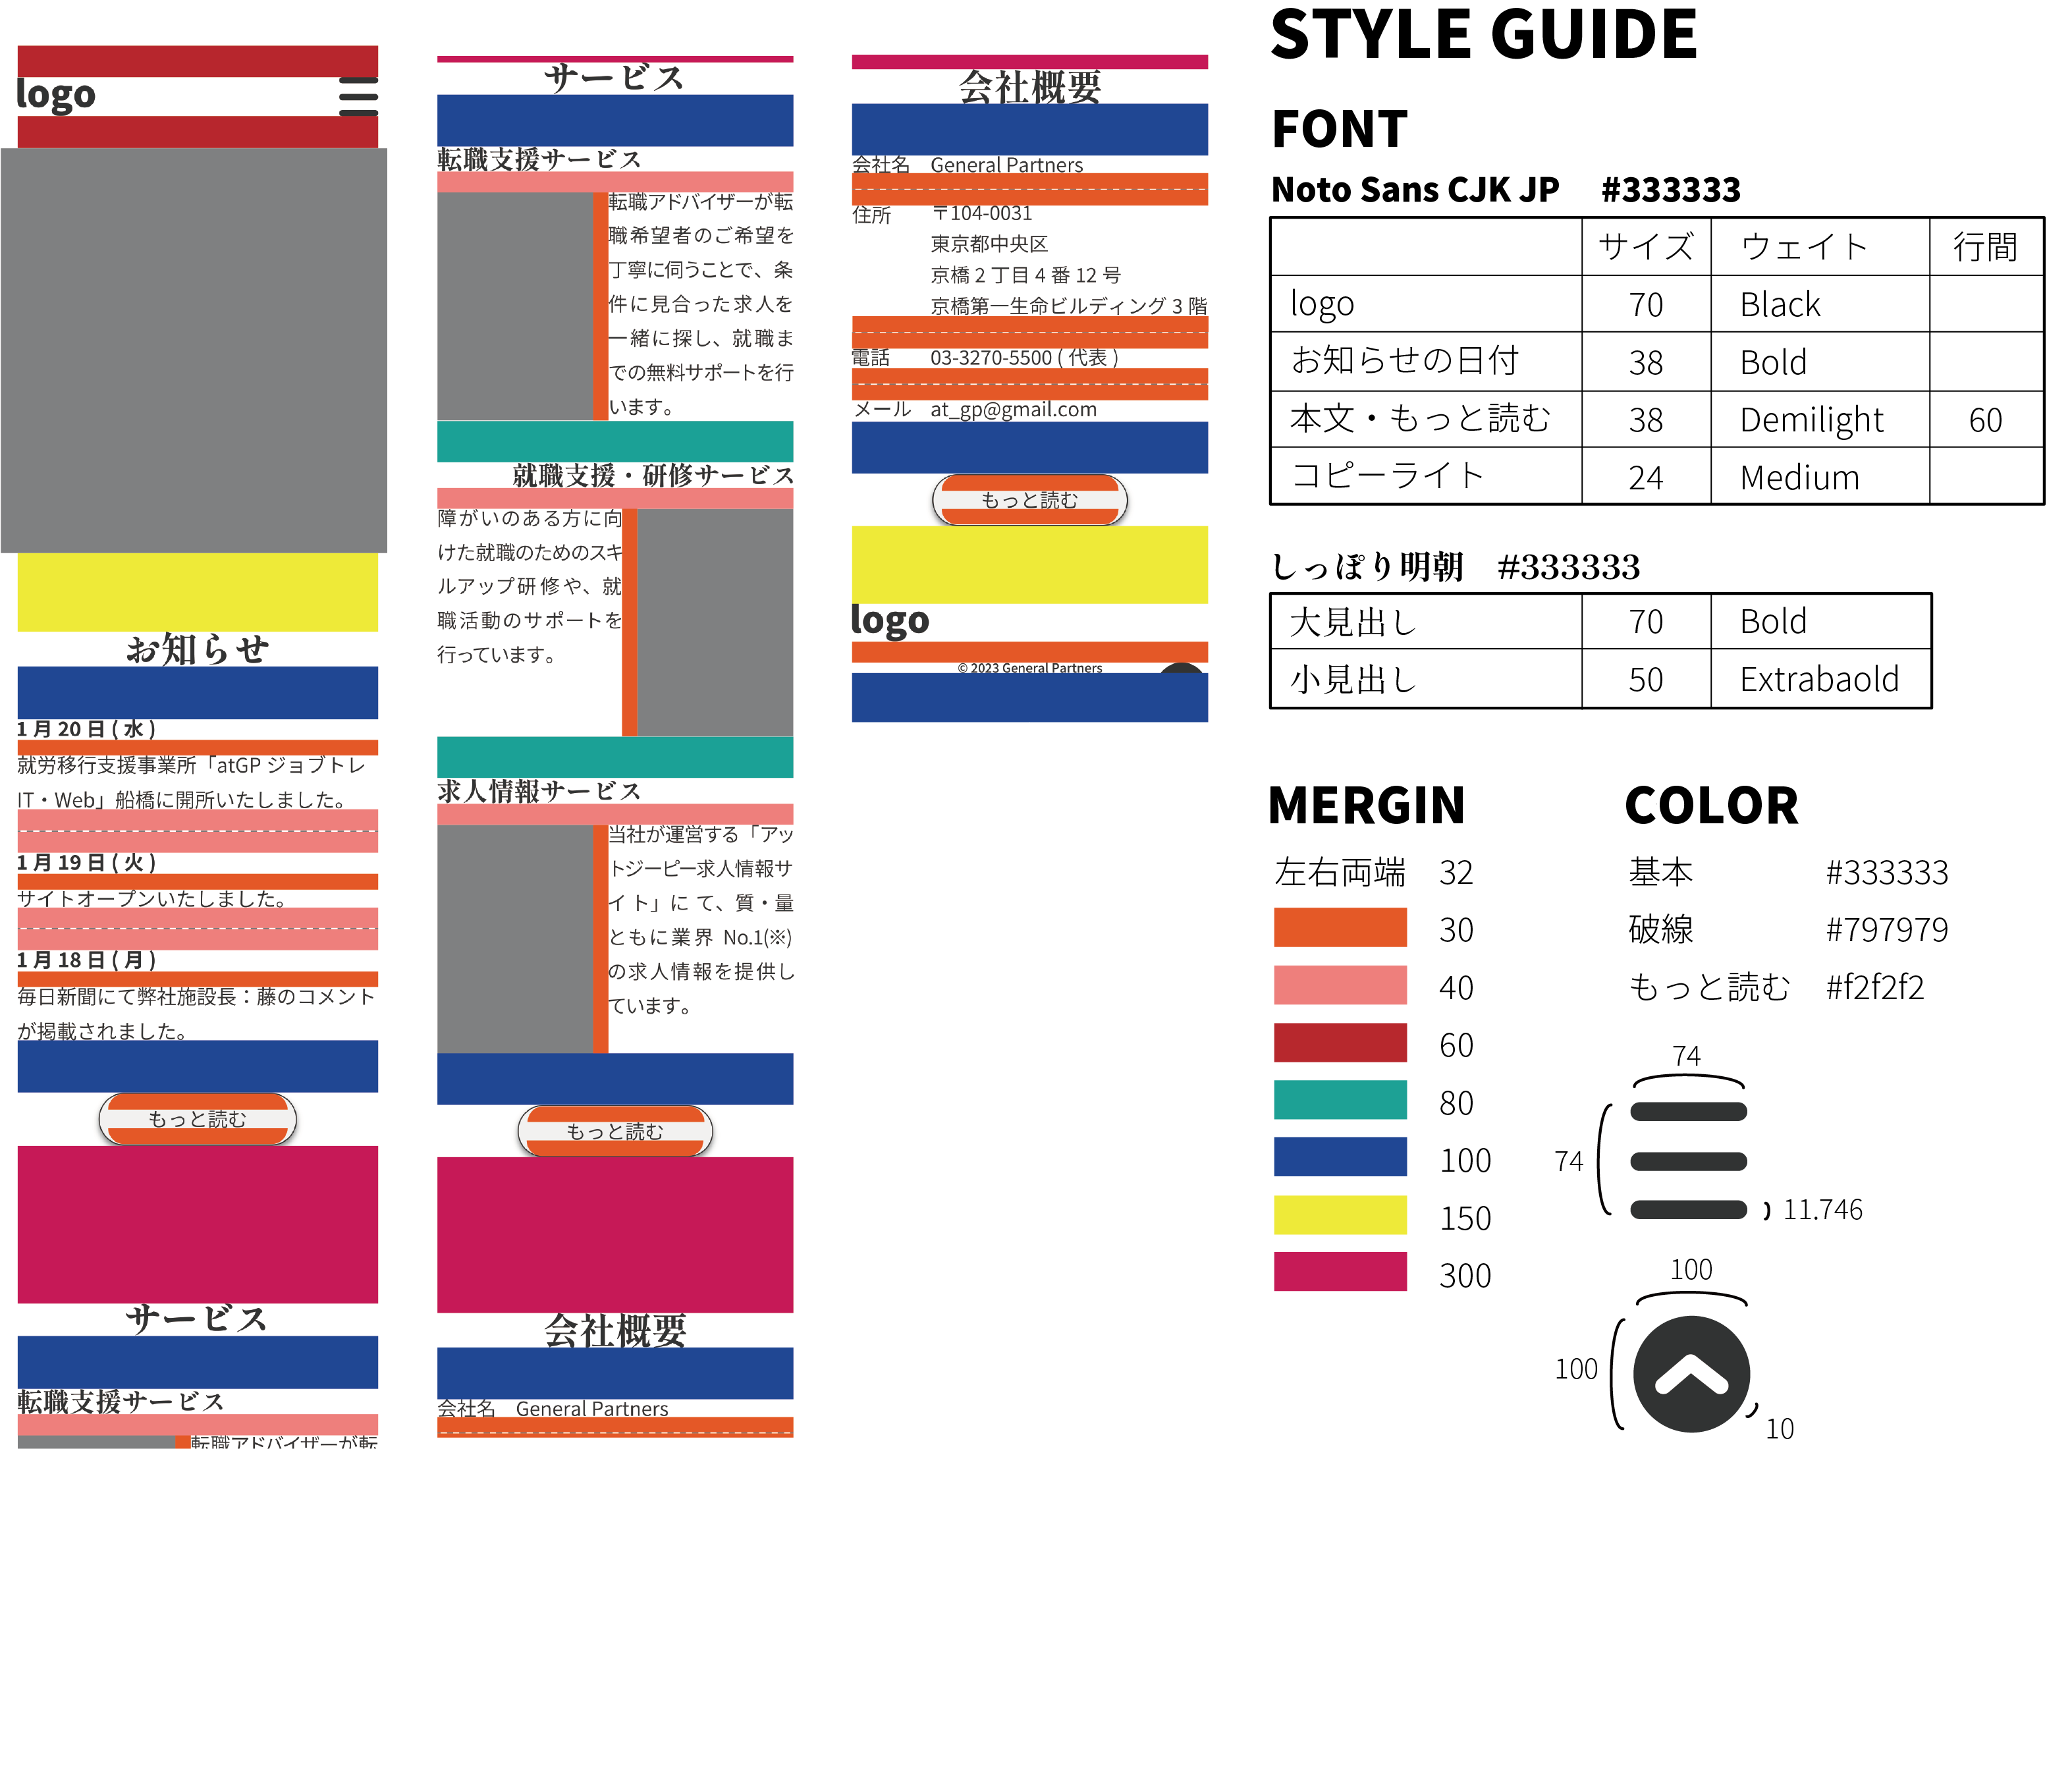 logo
お知らせ
1月20日(水)
就労移行支援事業所「atGP ジョブトレ
IT・Web」船橋に開所いたしました。
1月19日(火)
サイトオープンいたしました。
1月18日(月)
毎日新聞にて弊社施設長：藤のコメント
が掲載されました。
もっと読む
サービス
転職支援サービス
転職アドバイザーが転
サービス
転職支援サービス
転職アドバイザーが転
職希望者のご希望を
丁寧に伺うことで、条
件に見合った求人を
一緒に探し、就職ま
での無料サポートを行
います。
就職支援・研修サービス
障がいのある方に向
けた就職のためのスキ
ルアップ研修や、就
職活動のサポートを
行っています。
求人情報サービス
当社が運営する「アッ
トジーピー求人情報サ
イト」に て、質・量
ともに業界 No.1(※)
の求人情報を提供し
ています。
もっと読む
会社概要
会社名 General Partners
会社概要
会社名 General Partners
住所 〒104-0031
東京都中央区
京橋 2 丁目 4 番 12 号
京橋第一生命ビルディング 3 階
電話 03-3270-5500 ( 代表 )
メール at_gp@gmail.com
もっと読む
logo
© 2023 General Partners
STYLE GUIDE
FONT
Noto Sans CJK JP #333333
サイズ ウェイト 行間
logo 70 Black
お知らせの日付 38 Bold
本文・もっと読む 38 Demilight 60
コピーライト 24 Medium
しっぽり明朝 #333333
大見出し 70 Bold
小見出し 50 Extrabaold
MERGIN
左右両端 32
30
40
60
80
100
150
300
COLOR
基本 #333333
破線 #797979
もっと読む #f2f2f2
74
74
11.746
100
100
10